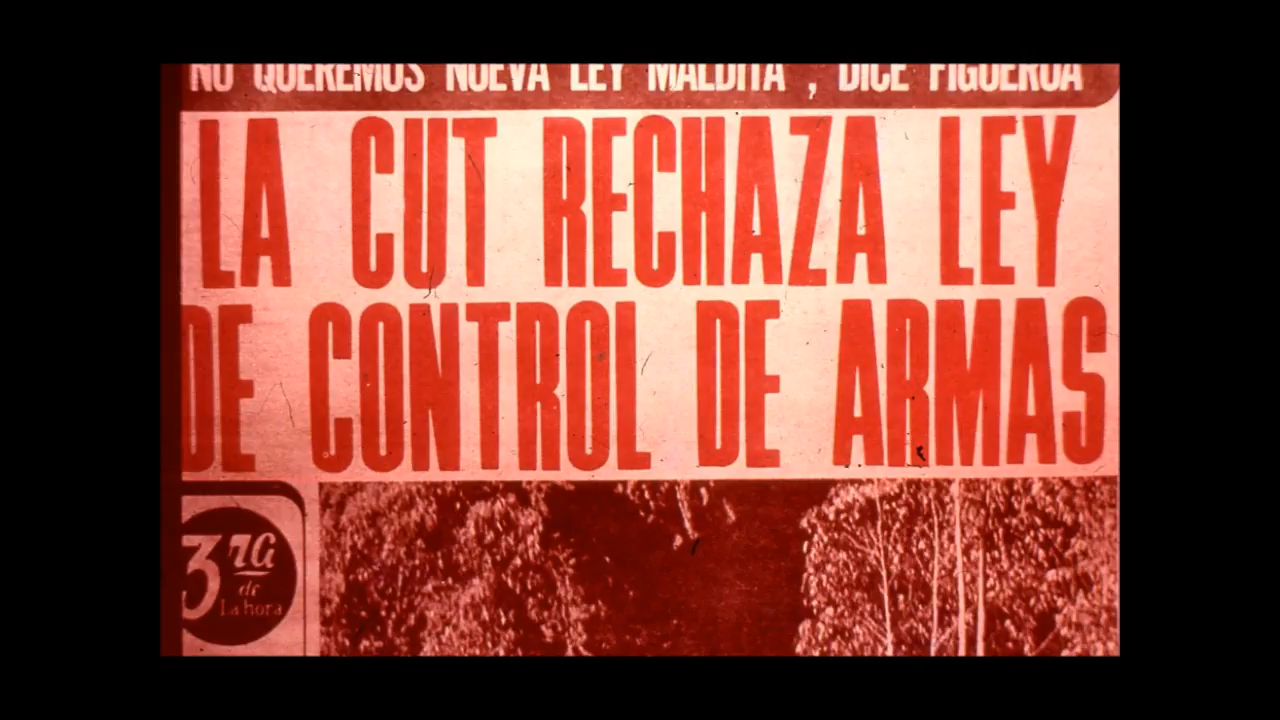 NO QUEREMOS NUEVA LEY MALDITA, DICE FIGUEROA
LA CUT RECHAZA LEY
DE CONTROL DE ARMAS
3ra
de
La hora